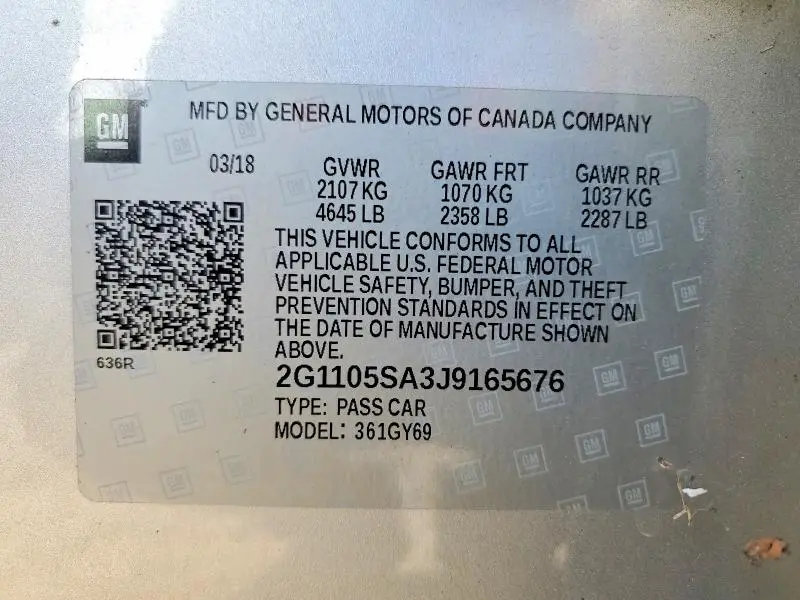 GM
MFD BY GENERAL MOTORS OF CANADA COMPANY
03/18 GVWR GAWR FRT GAWR RR
2107 KG 1070 KG 1037 KG
4645 LB 2358 LB 2287 LB
THIS VEHICLE CONFORMS TO ALL
APPLICABLE U.S. FEDERAL MOTOR
VEHICLE SAFETY, BUMPER, AND THEFT
PREVENTION STANDARDS IN EFFECT ON
THE DATE OF MANUFACTURE SHOWN
ABOVE.
636R
2G1105SA3J9165676
TYPE: PASS CAR
MODEL: 361GY69